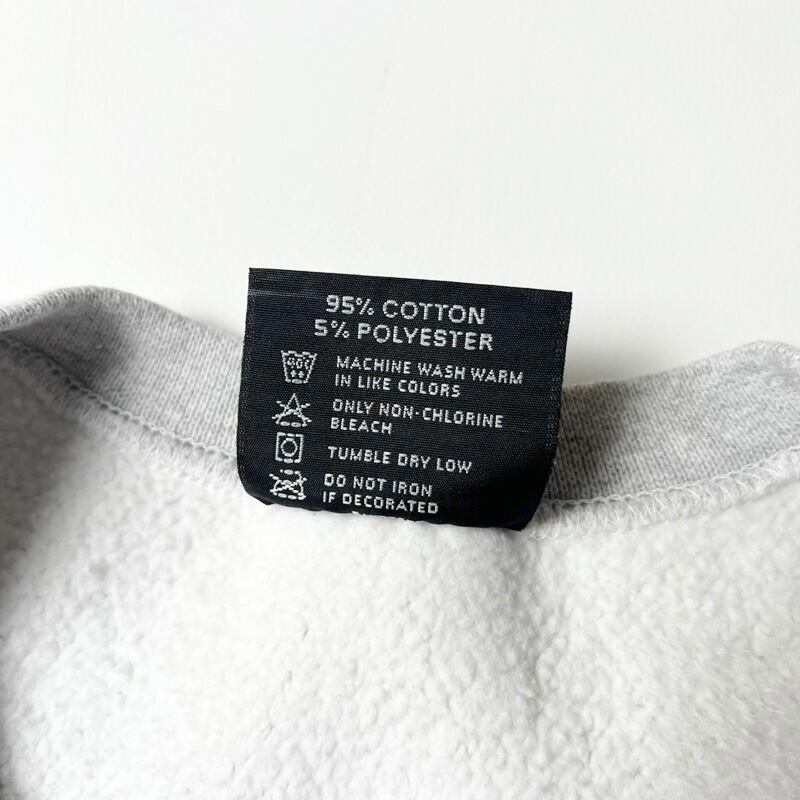 95% COTTON
5% POLYESTER
MACHINE WASH WARM
IN LIKE COLORS
ONLY NON-CHLORINE
BLEACH
TUMBLE DRY LOW
DO NOT IRON
IF DECORATED